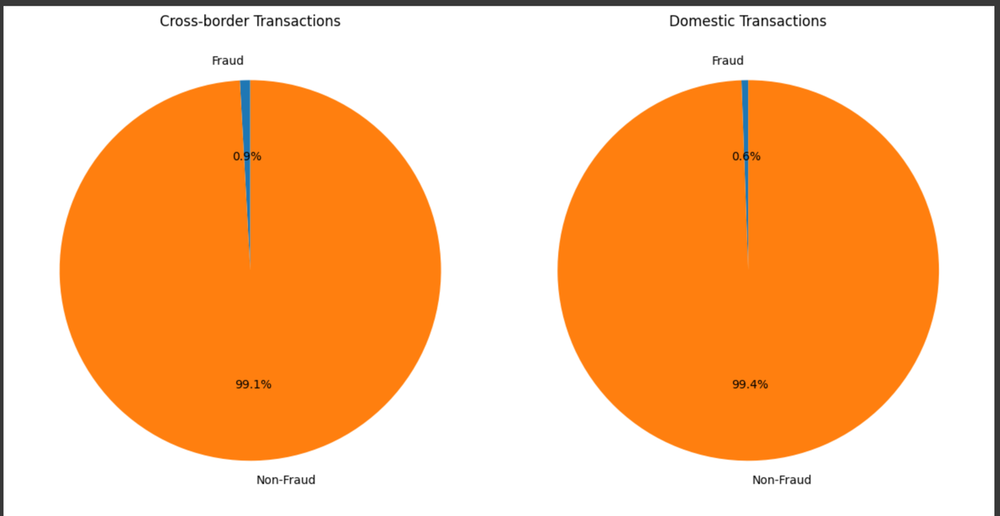 Cross-border Transactions
Fraud
0.9%
99.1%
Non-Fraud
Domestic Transactions
Fraud
0.6%
99.4%
Non-Fraud